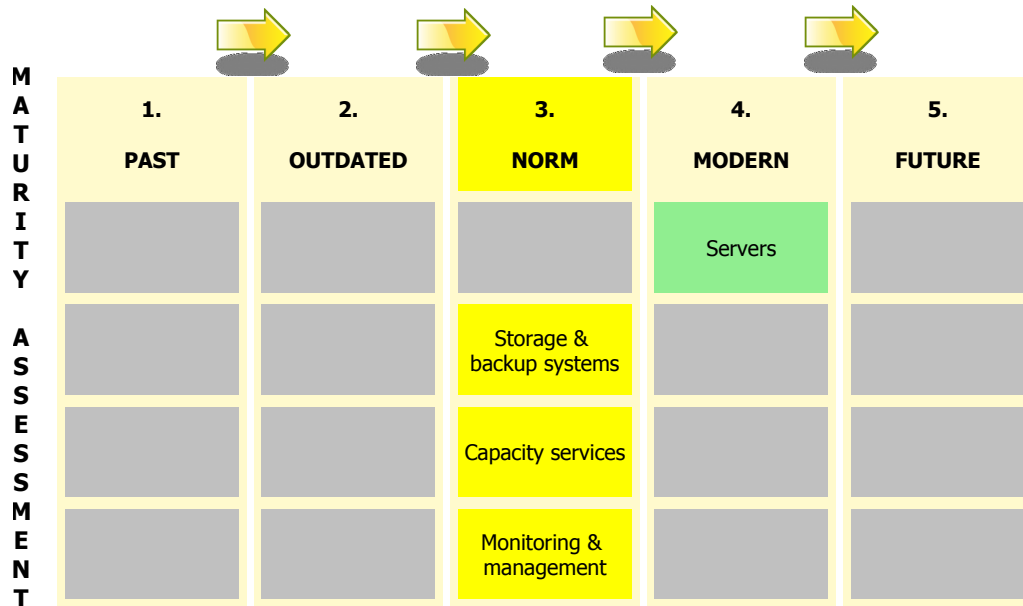 MATURITY ASSESSMENT
1.
PAST
2.
OUTDATED
3.
NORM
4.
MODERN
5.
FUTURE
Servers
Storage &
backup systems
Capacity services
Monitoring &
management